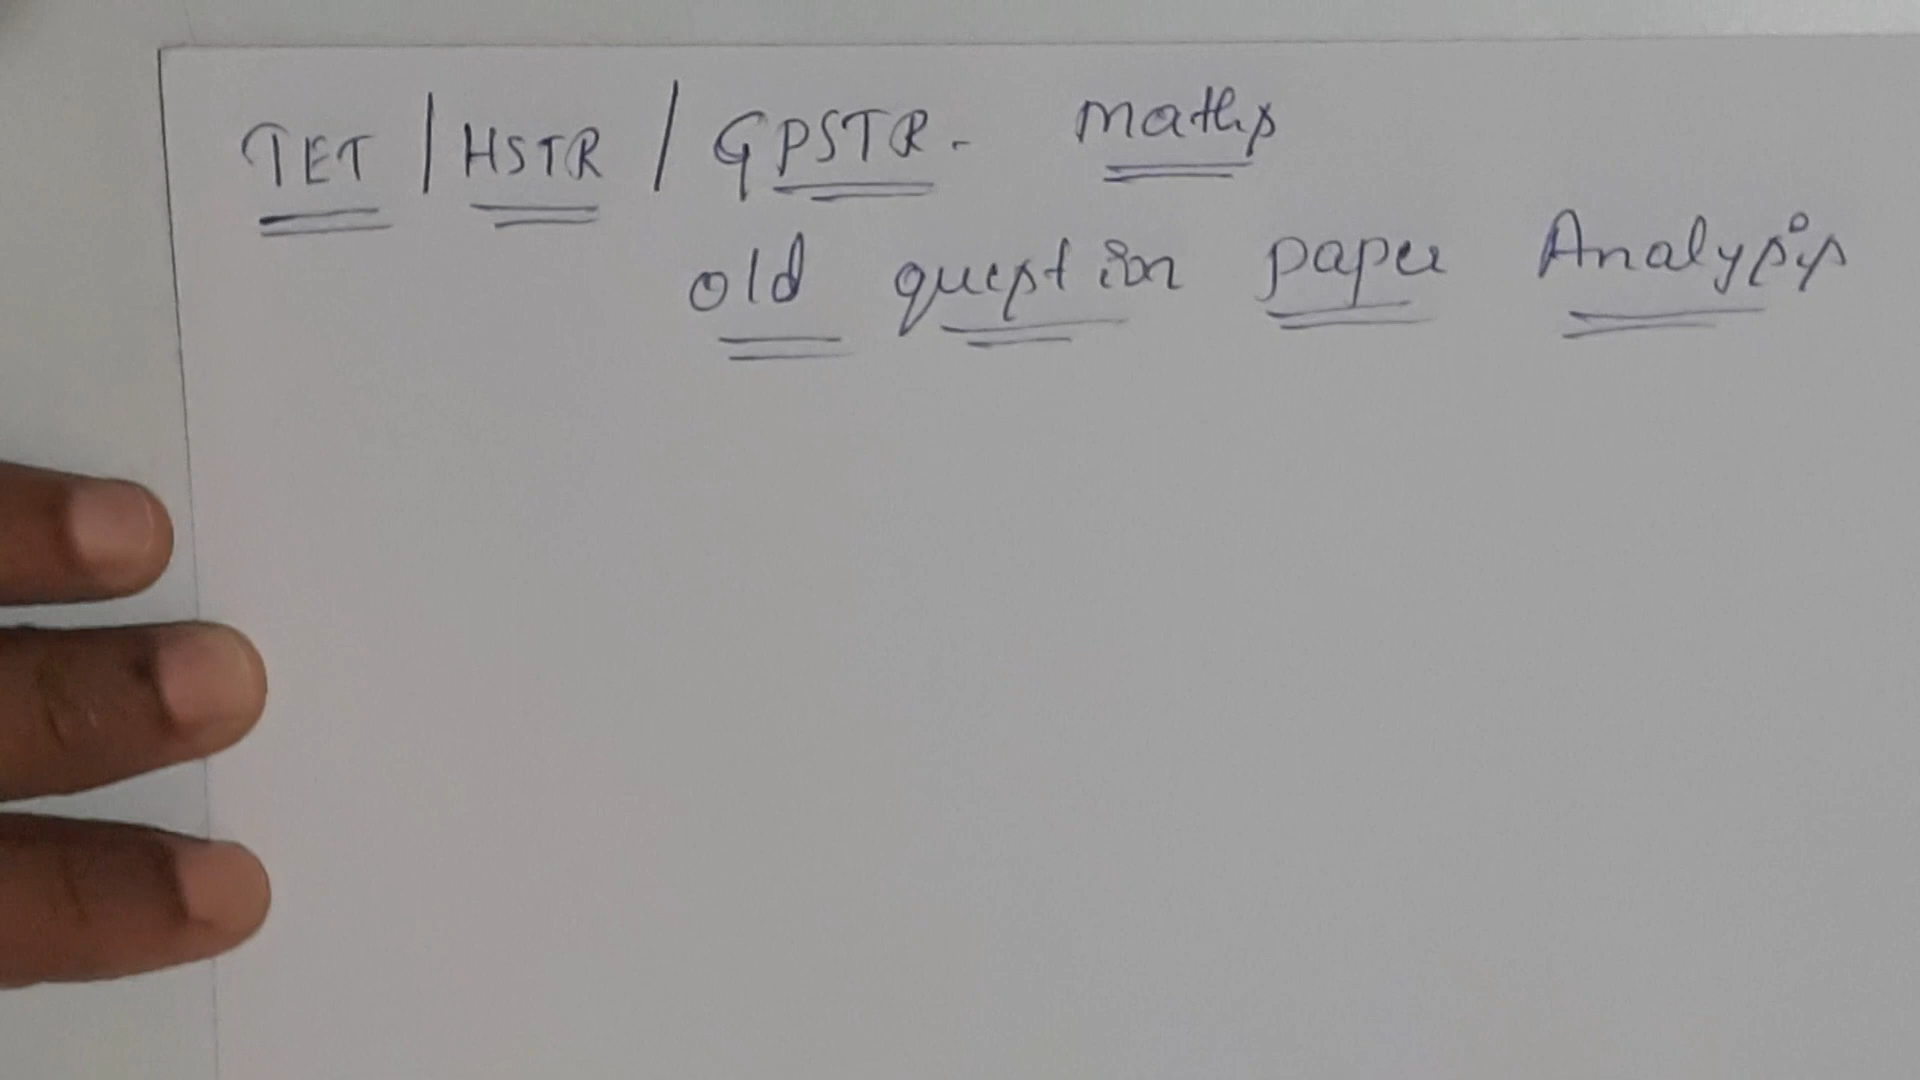 TET / HSTR / GPSTR - maths
old question paper Analysis